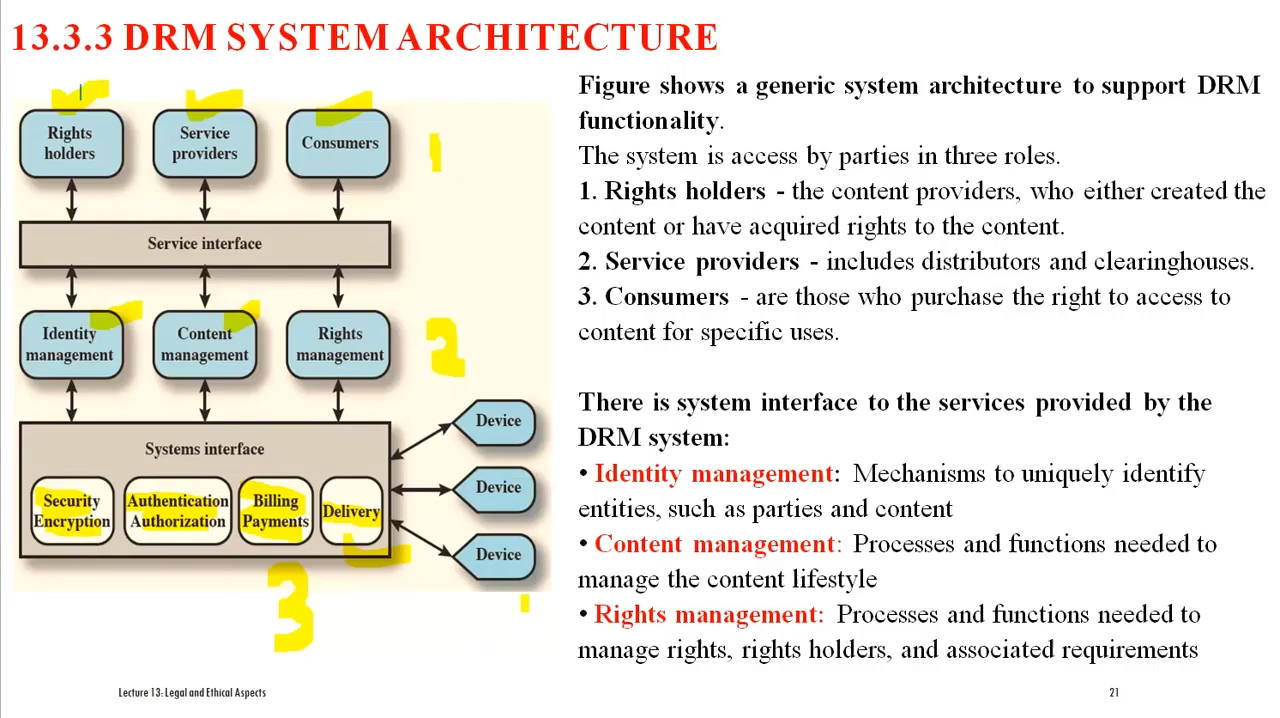 13.3.3 DRM SYSTEM ARCHITECTURE
Rights
holders
Service
providers
Consumers
1
Service interface
Identity
management
Content
management
Rights
management
2
Systems interface
Security
Encryption
Authentication
Authorization
Billing
Payments
Delivery
Device
Device
Device
3
Figure shows a generic system architecture to support DRM
functionality.
The system is access by parties in three roles.
1. Rights holders - the content providers, who either created the
content or have acquired rights to the content.
2. Service providers - includes distributors and clearinghouses.
3. Consumers - are those who purchase the right to access to
content for specific uses.
There is system interface to the services provided by the
DRM system:
• Identity management: Mechanisms to uniquely identify
entities, such as parties and content
• Content management: Processes and functions needed to
manage the content lifestyle
• Rights management: Processes and functions needed to
manage rights, rights holders, and associated requirements
Lecture 13: Legal and Ethical Aspects
21